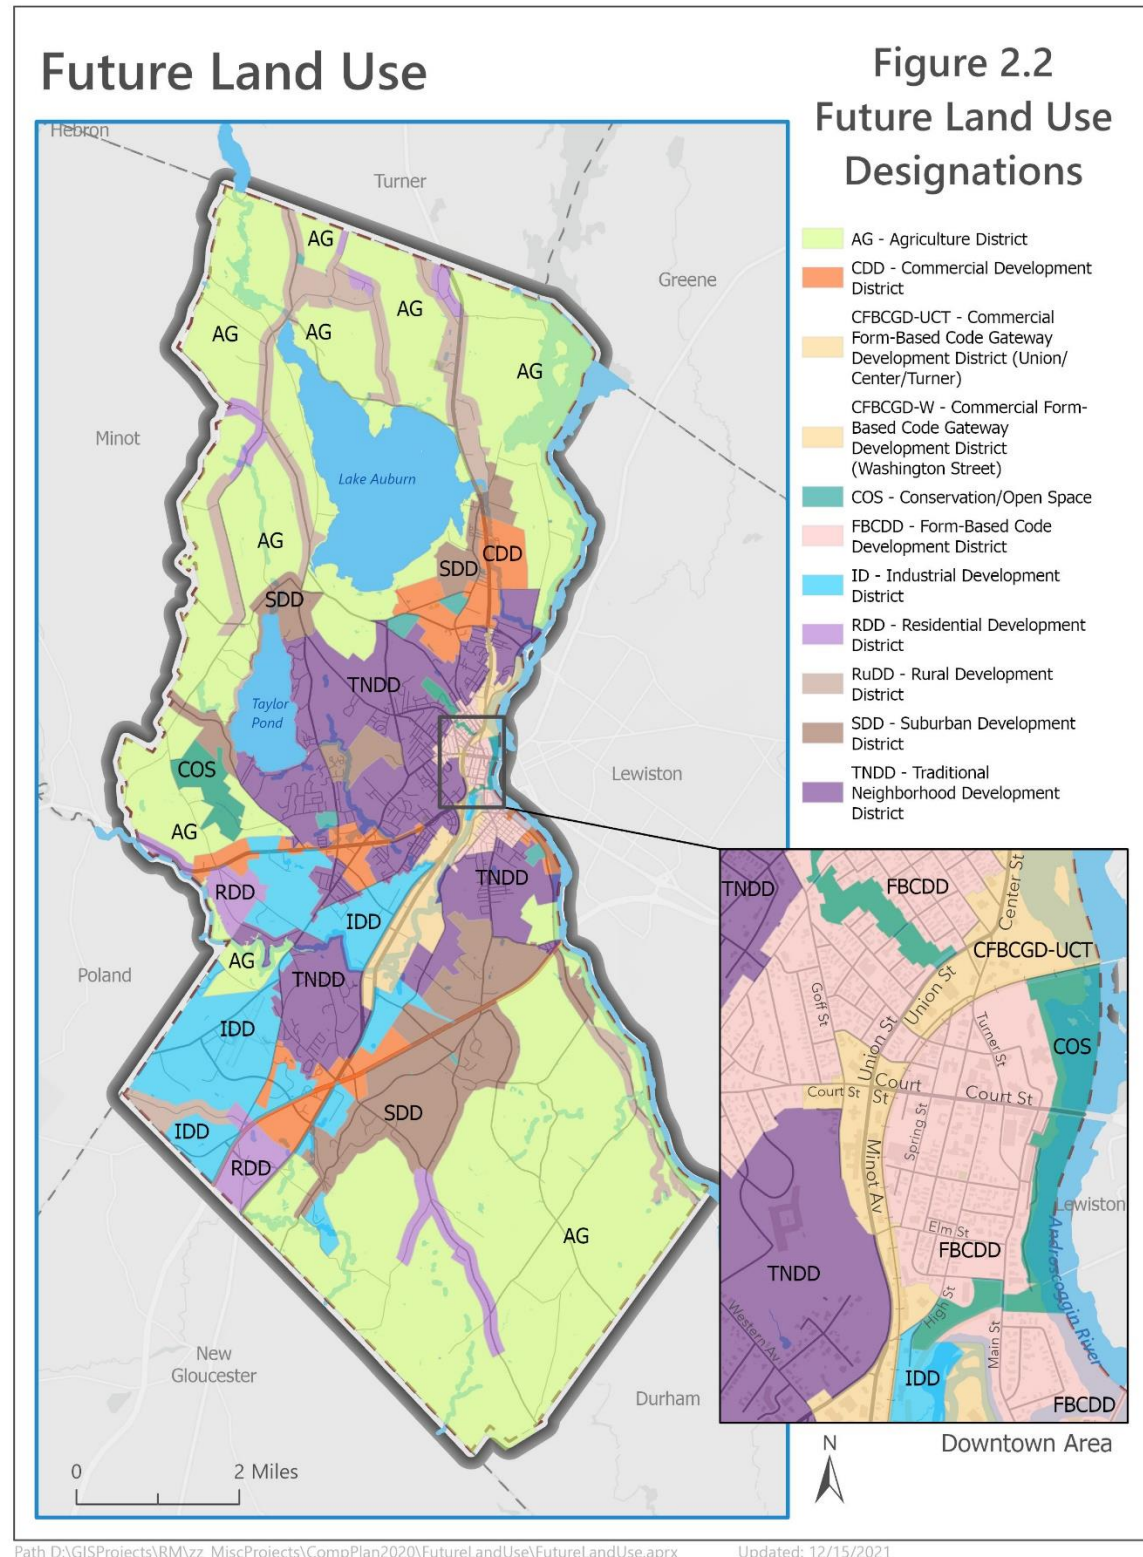 Future Land Use
Figure 2.2
Future Land Use
Designations
AG - Agriculture District
CDD - Commercial Development
District
CFBCGD-UCT - Commercial
Form-Based Code Gateway
Development District (Union/
Center/Turner)
CFBCGD-W - Commercial Form-
Based Code Gateway
Development District
(Washington Street)
COS - Conservation/Open Space
FBCDD - Form-Based Code
Development District
ID - Industrial Development
District
RDD - Residential Development
District
RuDD - Rural Development
District
SDD - Suburban Development
District
TNDD - Traditional
Neighborhood Development
District
Hebron
Turner
Greene
AG
AG
AG
AG
AG
Minot
Lake Auburn
AG
CDD
SDD
SDD
TNDD
Taylor
Pond
COS
Lewiston
AG
RDD
TNDD
IDD
AG
TNDD
Poland
IDD
SDD
IDD
RDD
AG
New
Gloucester
Durham
0
2 Miles
TNDD
FBCDD
Center St
CFBCGD-UCT
Goff St
Union St
Union St
Turner St
COS
Court St
Court
St
Court St
Spring St
Minot Av
Lewiston
Elm St
FBCDD
TNDD
Androscoggin River
High St
Western Av
Main St
IDD
FBCDD
N
Downtown Area
Path D:\GISProjects\RM\zz_MiscProjects\CompPlan2020\FutureLandUse\FutureLandUse.aprx
Updated: 12/15/2021